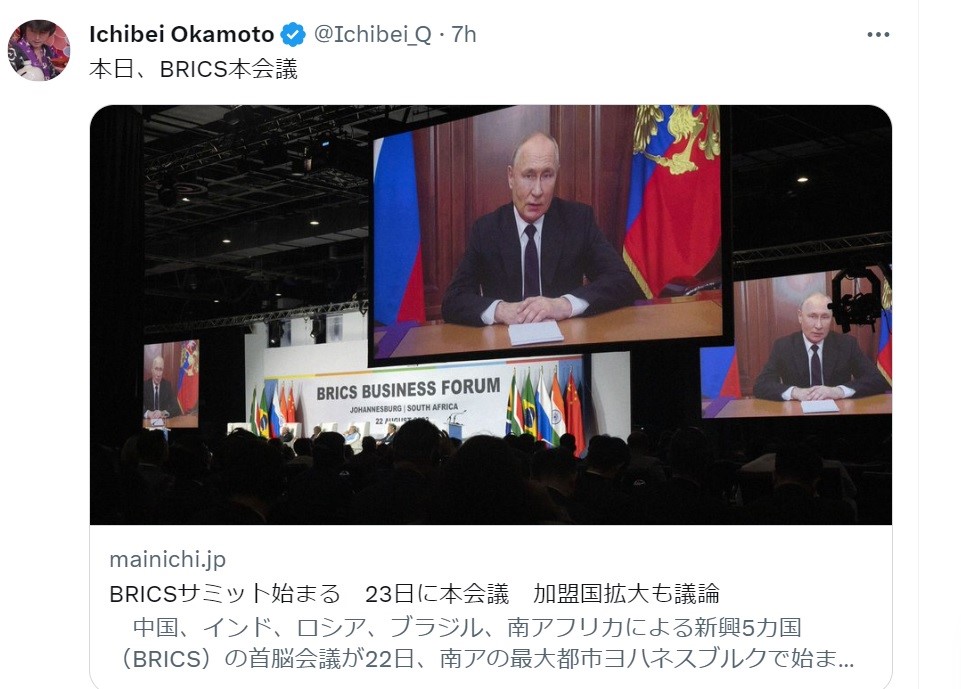 Ichibei Okamoto @Ichibei_Q · 7h
本日、BRICS本会議
BRICS BUSINESS FORUM
JOHANNESBURG | SOUTH AFRICA
22 AUGUST
mainichi.jp
BRICSサミット始まる　23日に本会議　加盟国拡大も議論
中国、インド、ロシア、ブラジル、南アフリカによる新興5カ国
（BRICS）の首脳会議が22日、南アの最大都市ヨハネスブルクで始ま...